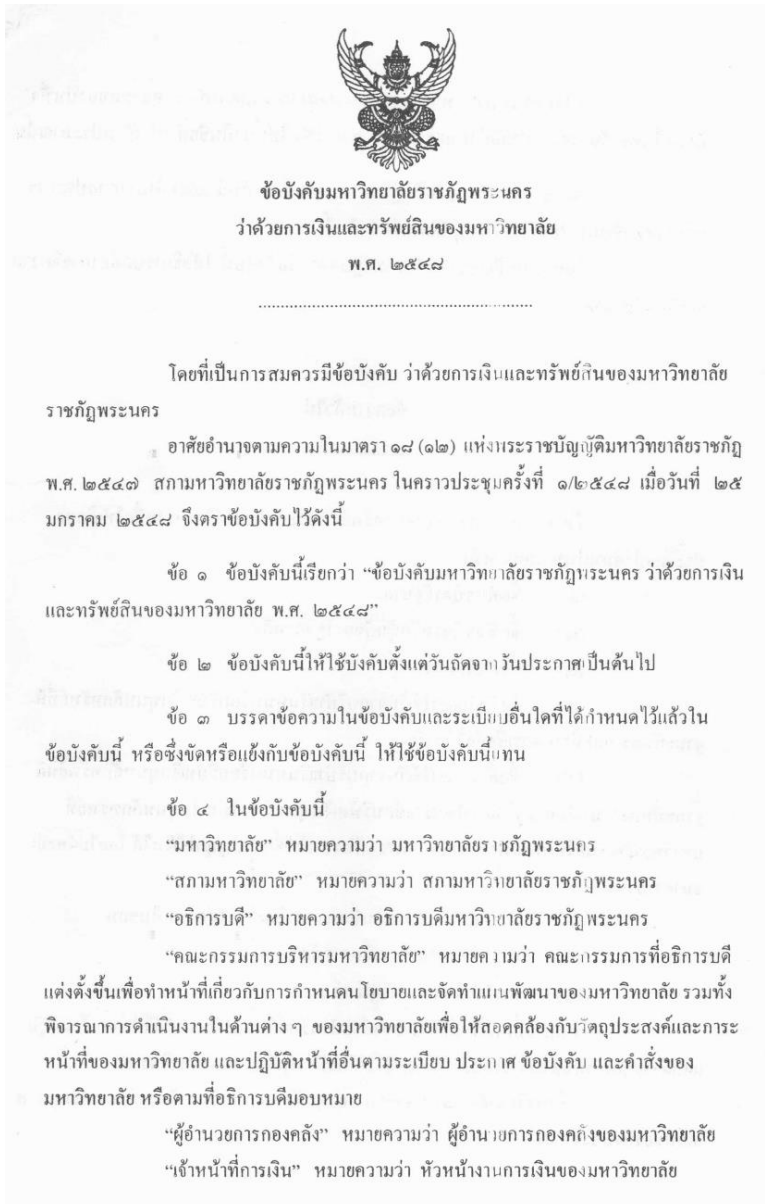 ข้อบังคับมหาวิทยาลัยราชภัฏพระนคร
ว่าด้วยการเงินและทรัพย์สินของมหาวิทยาลัย
พ.ศ. ๒๕๔๘
โดยที่เป็นการสมควรมีข้อบังคับ ว่าด้วยการเงินและทรัพย์สินของมหาวิทยาลัย
ราชภัฏพระนคร
อาศัยอำนาจตามความในมาตรา ๑๘ (๑๒) แห่งพระราชบัญญัติมหาวิทยาลัยราชภัฏ
พ.ศ. ๒๕๔๗ สภามหาวิทยาลัยราชภัฏพระนคร ในคราวประชุมครั้งที่ ๑/๒๕๔๘ เมื่อวันที่ ๒๕
มกราคม ๒๕๔๘ จึงตราข้อบังคับไว้ดังนี้
ข้อ ๑ ข้อบังคับนี้เรียกว่า “ข้อบังคับมหาวิทยาลัยราชภัฏพระนคร ว่าด้วยการเงิน
และทรัพย์สินของมหาวิทยาลัย พ.ศ. ๒๕๔๘”
ข้อ ๒ ข้อบังคับนี้ให้ใช้บังคับตั้งแต่วันถัดจากวันประกาศเป็นต้นไป
ข้อ ๓ บรรดาข้อความในข้อบังคับและระเบียบอื่นใดที่ได้กำหนดไว้แล้วใน
ข้อบังคับนี้ หรือซึ่งขัดหรือแย้งกับข้อบังคับนี้ ให้ใช้ข้อบังคับนี้แทน
ข้อ ๔ ในข้อบังคับนี้
“มหาวิทยาลัย” หมายความว่า มหาวิทยาลัยราชภัฏพระนคร
“สภามหาวิทยาลัย” หมายความว่า สภามหาวิทยาลัยราชภัฏพระนคร
“อธิการบดี” หมายความว่า อธิการบดีมหาวิทยาลัยราชภัฏพระนคร
“คณะกรรมการบริหารมหาวิทยาลัย” หมายความว่า คณะกรรมการที่อธิการบดี
แต่งตั้งขึ้นเพื่อทำหน้าที่เกี่ยวกับการกำหนดนโยบายและจัดทำแผนพัฒนาของมหาวิทยาลัย รวมทั้ง
พิจารณาการดำเนินงานในด้านต่าง ๆ ของมหาวิทยาลัยเพื่อให้สอดคล้องกับวัตถุประสงค์และภาระ
หน้าที่ของมหาวิทยาลัย และปฏิบัติหน้าที่อื่นตามระเบียบ ประกาศ ข้อบังคับ และคำสั่งของ
มหาวิทยาลัย หรือตามที่อธิการบดีมอบหมาย
“ผู้อำนวยการกองคลัง” หมายความว่า ผู้อำนวยการกองคลังของมหาวิทยาลัย
“เจ้าหน้าที่การเงิน” หมายความว่า หัวหน้างานการเงินของมหาวิทยาลัย